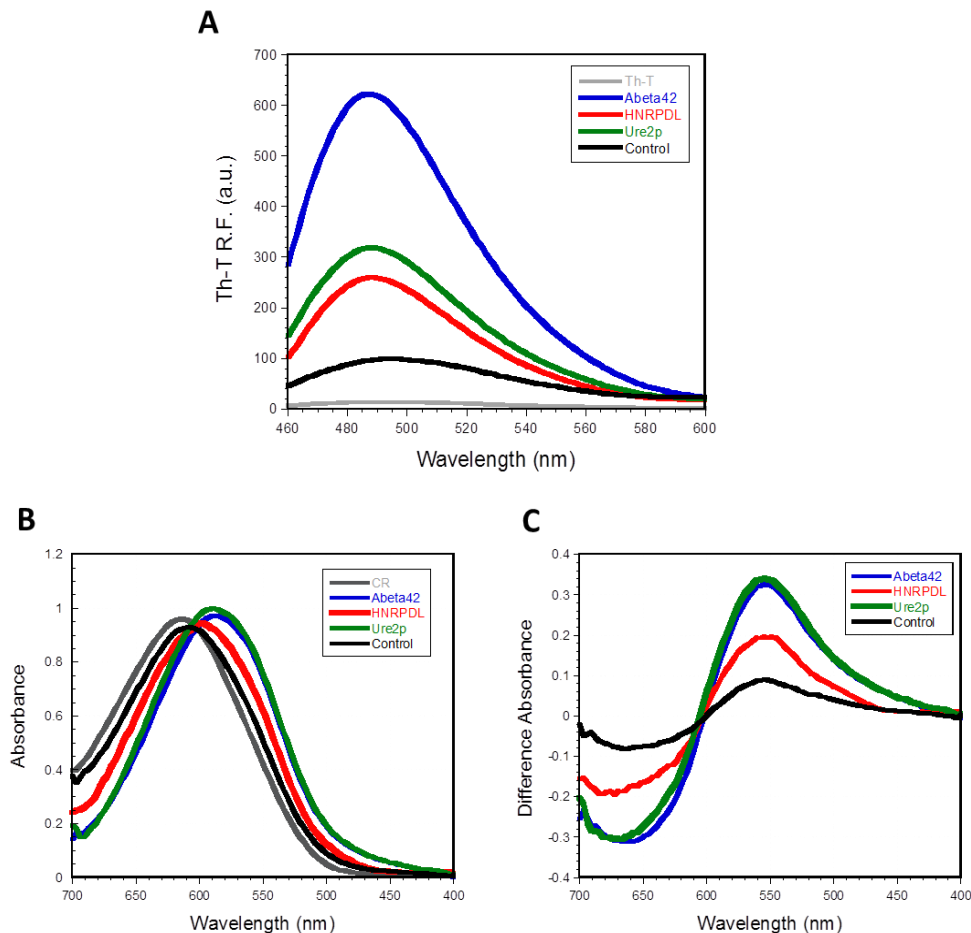 A
700
600
500
400
300
200
100
0
460 480 500 520 540 560 580 600
Th-T R.F. (a.u.)
Wavelength (nm)
Th-T
Abeta42
HNRPDL
Ure2p
Control
B
1.2
1
0.8
0.6
0.4
0.2
0
700 650 600 550 500 450 400
Absorbance
Wavelength (nm)
CR
Abeta42
HNRPDL
Ure2p
Control
C
0.4
0.3
0.2
0.1
0
-0.1
-0.2
-0.3
-0.4
700 650 600 550 500 450 400
Difference Absorbance
Wavelength (nm)
Abeta42
HNRPDL
Ure2p
Control